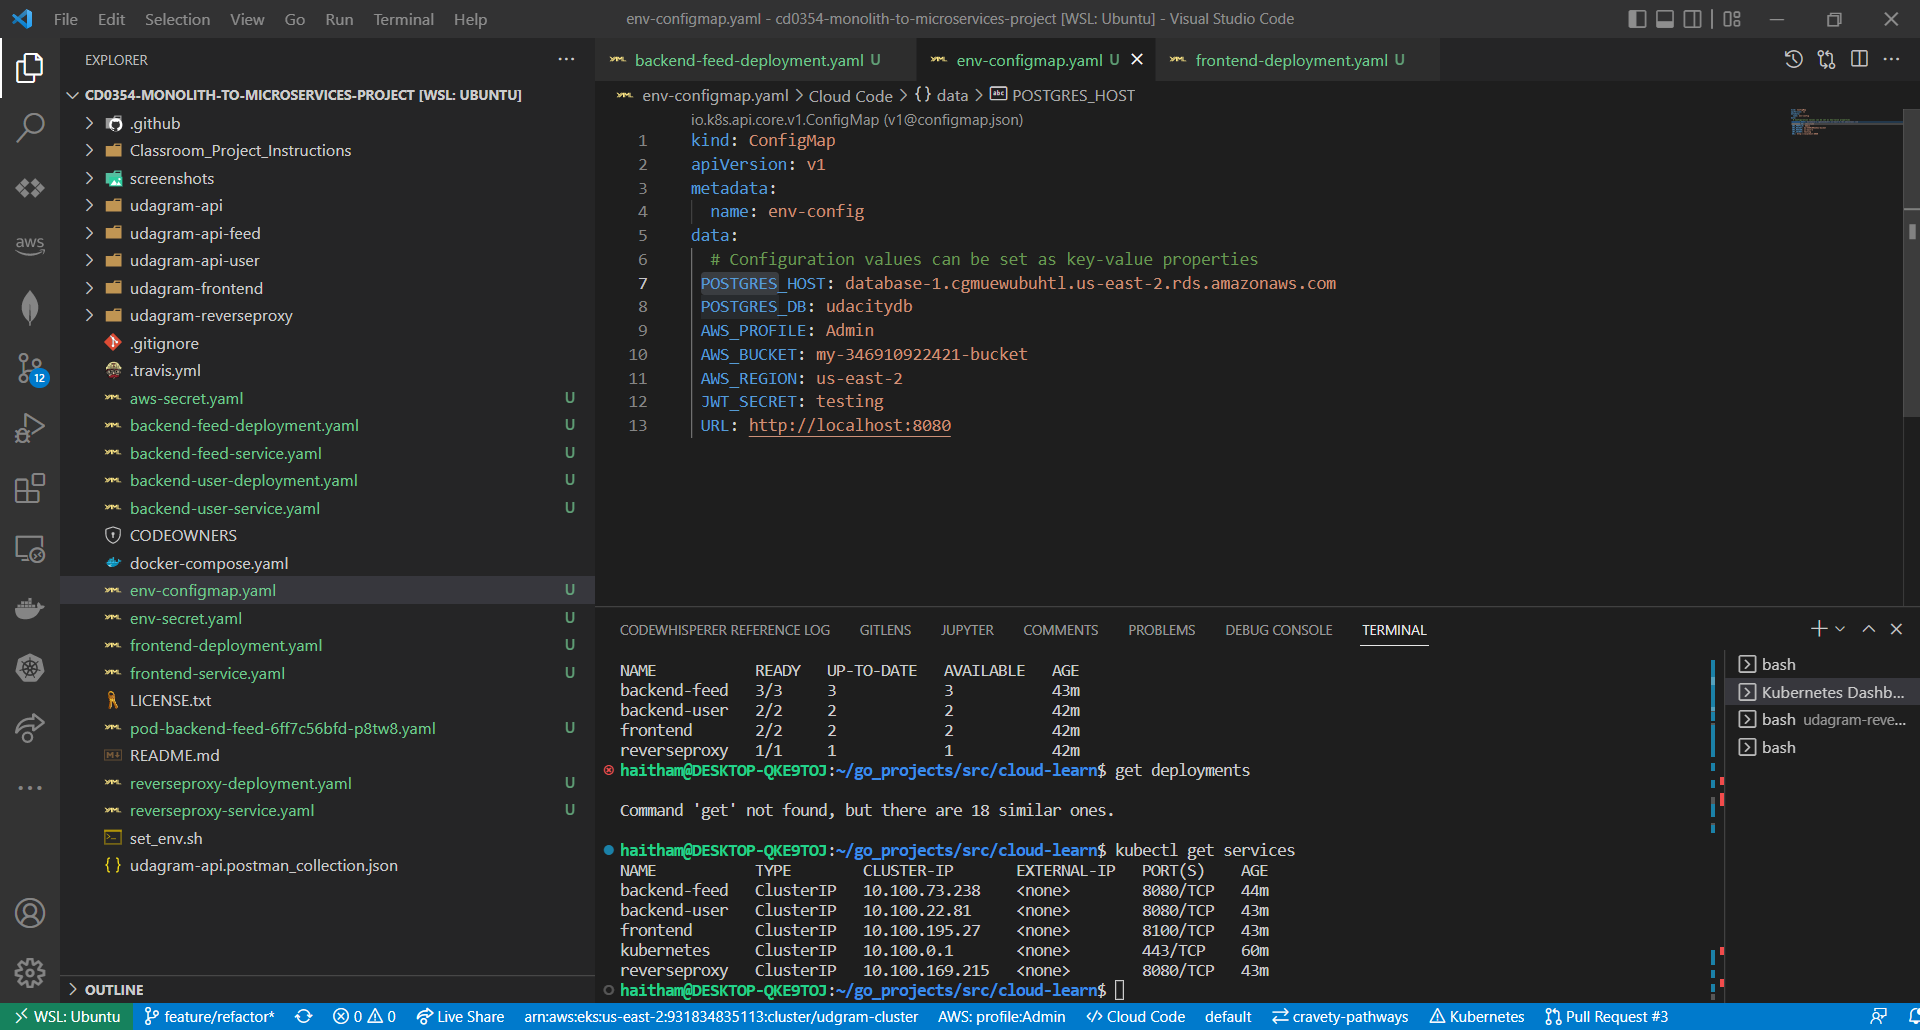 File Edit Selection View Go Run Terminal Help
env-configmap.yaml - cd0354-monolith-to-microservices-project [WSL: Ubuntu] - Visual Studio Code
EXPLORER
CD0354-MONOLITH-TO-MICROSERVICES-PROJECT [WSL: UBUNTU]
.github
Classroom_Project_Instructions
screenshots
udagram-api
udagram-api-feed
udagram-api-user
udagram-frontend
udagram-reverseproxy
.gitignore
.travis.yml
aws-secret.yaml U
backend-feed-deployment.yaml U
backend-feed-service.yaml U
backend-user-deployment.yaml U
backend-user-service.yaml U
CODEOWNERS
docker-compose.yaml
env-configmap.yaml U
env-secret.yaml U
frontend-deployment.yaml U
frontend-service.yaml U
LICENSE.txt
pod-backend-feed-6ff7c56bfd-p8tw8.yaml U
README.md
reverseproxy-deployment.yaml U
reverseproxy-service.yaml U
set_env.sh
udagram-api.postman_collection.json
OUTLINE
aws
12
backend-feed-deployment.yaml U
env-configmap.yaml U
frontend-deployment.yaml U
env-configmap.yaml > Cloud Code > {} data > abc POSTGRES_HOST
io.k8s.api.core.v1.ConfigMap (v1@configmap.json)
1 kind: ConfigMap
2 apiVersion: v1
3 metadata:
4 name: env-config
5 data:
6 # Configuration values can be set as key-value properties
7 POSTGRES_HOST: database-1.cgmuewubuhtl.us-east-2.rds.amazonaws.com
8 POSTGRES_DB: udacitydb
9 AWS_PROFILE: Admin
10 AWS_BUCKET: my-346910922421-bucket
11 AWS_REGION: us-east-2
12 JWT_SECRET: testing
13 URL: http://localhost:8080
CODEWHISPERER REFERENCE LOG GITLENS JUPYTER COMMENTS PROBLEMS DEBUG CONSOLE TERMINAL
NAME READY UP-TO-DATE AVAILABLE AGE
backend-feed 3/3 3 3 43m
backend-user 2/2 2 2 42m
frontend 2/2 2 2 42m
reverseproxy 1/1 1 1 42m
haitham@DESKTOP-QKE9TOJ:~/go_projects/src/cloud-learn$ get deployments
Command 'get' not found, but there are 18 similar ones.
haitham@DESKTOP-QKE9TOJ:~/go_projects/src/cloud-learn$ kubectl get services
NAME TYPE CLUSTER-IP EXTERNAL-IP PORT(S) AGE
backend-feed ClusterIP 10.100.73.238 <none> 8080/TCP 44m
backend-user ClusterIP 10.100.22.81 <none> 8080/TCP 43m
frontend ClusterIP 10.100.195.27 <none> 8100/TCP 43m
kubernetes ClusterIP 10.100.0.1 <none> 443/TCP 60m
reverseproxy ClusterIP 10.100.169.215 <none> 8080/TCP 43m
haitham@DESKTOP-QKE9TOJ:~/go_projects/src/cloud-learn$
bash
Kubernetes Dashb...
bash udagram-reve...
bash
WSL: Ubuntu feature/refactor* 0 0 Live Share arn:aws:eks:us-east-2:931834835113:cluster/udgram-cluster AWS: profile:Admin Cloud Code default cravety-pathways Kubernetes Pull Request #3